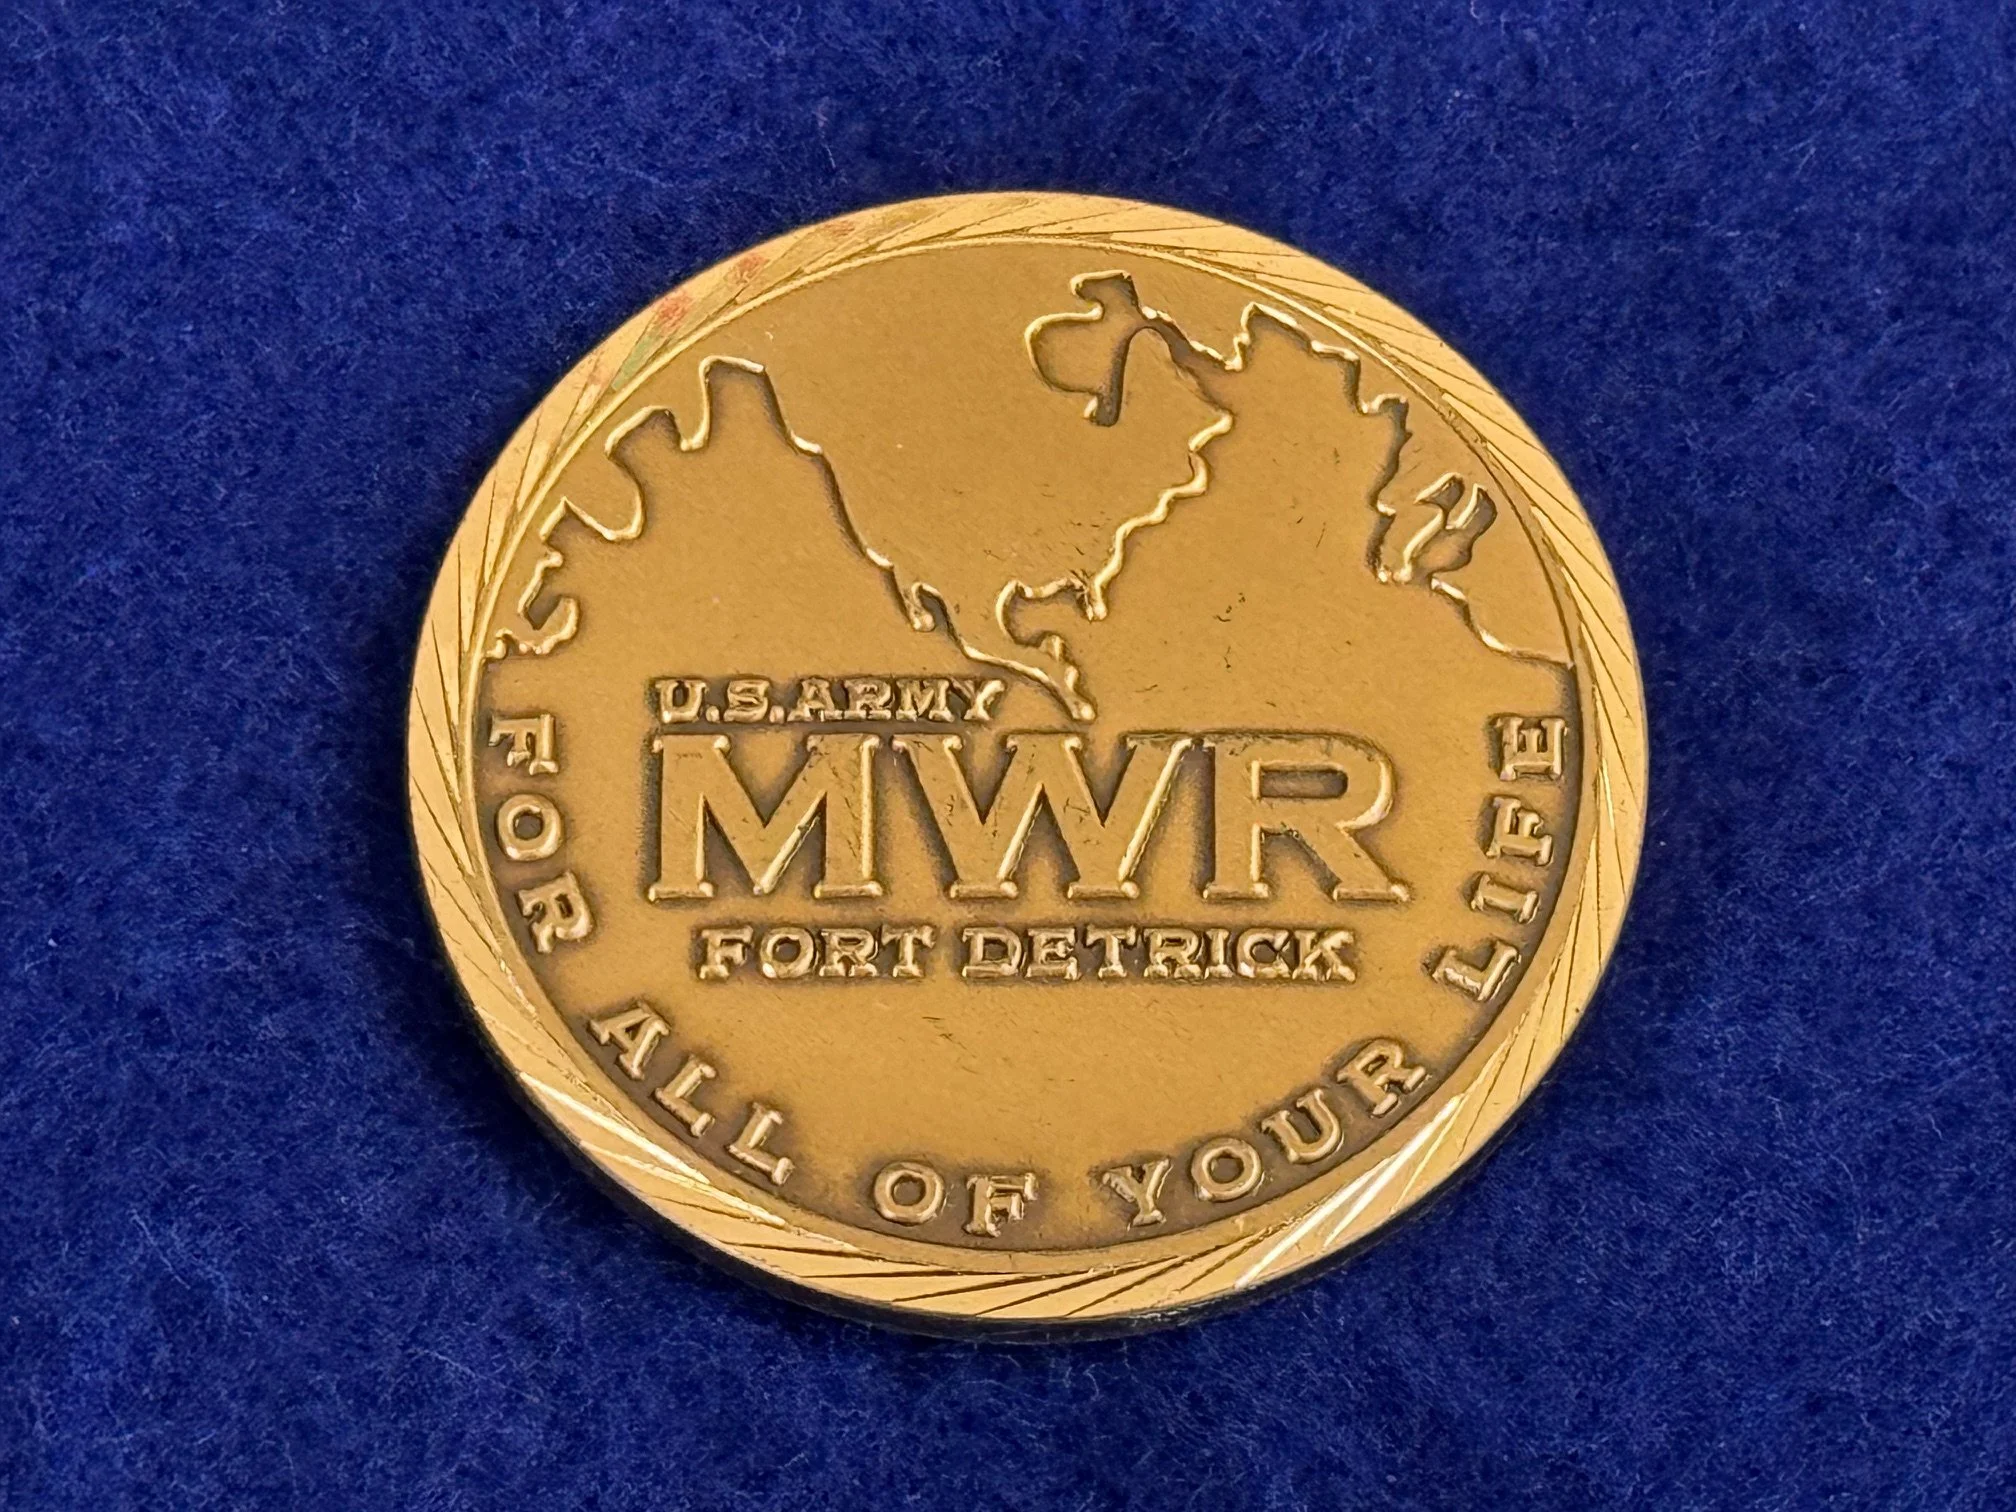 U.S.ARMY
MWR
FORT DETRICK
FOR ALL OF YOUR LIFE